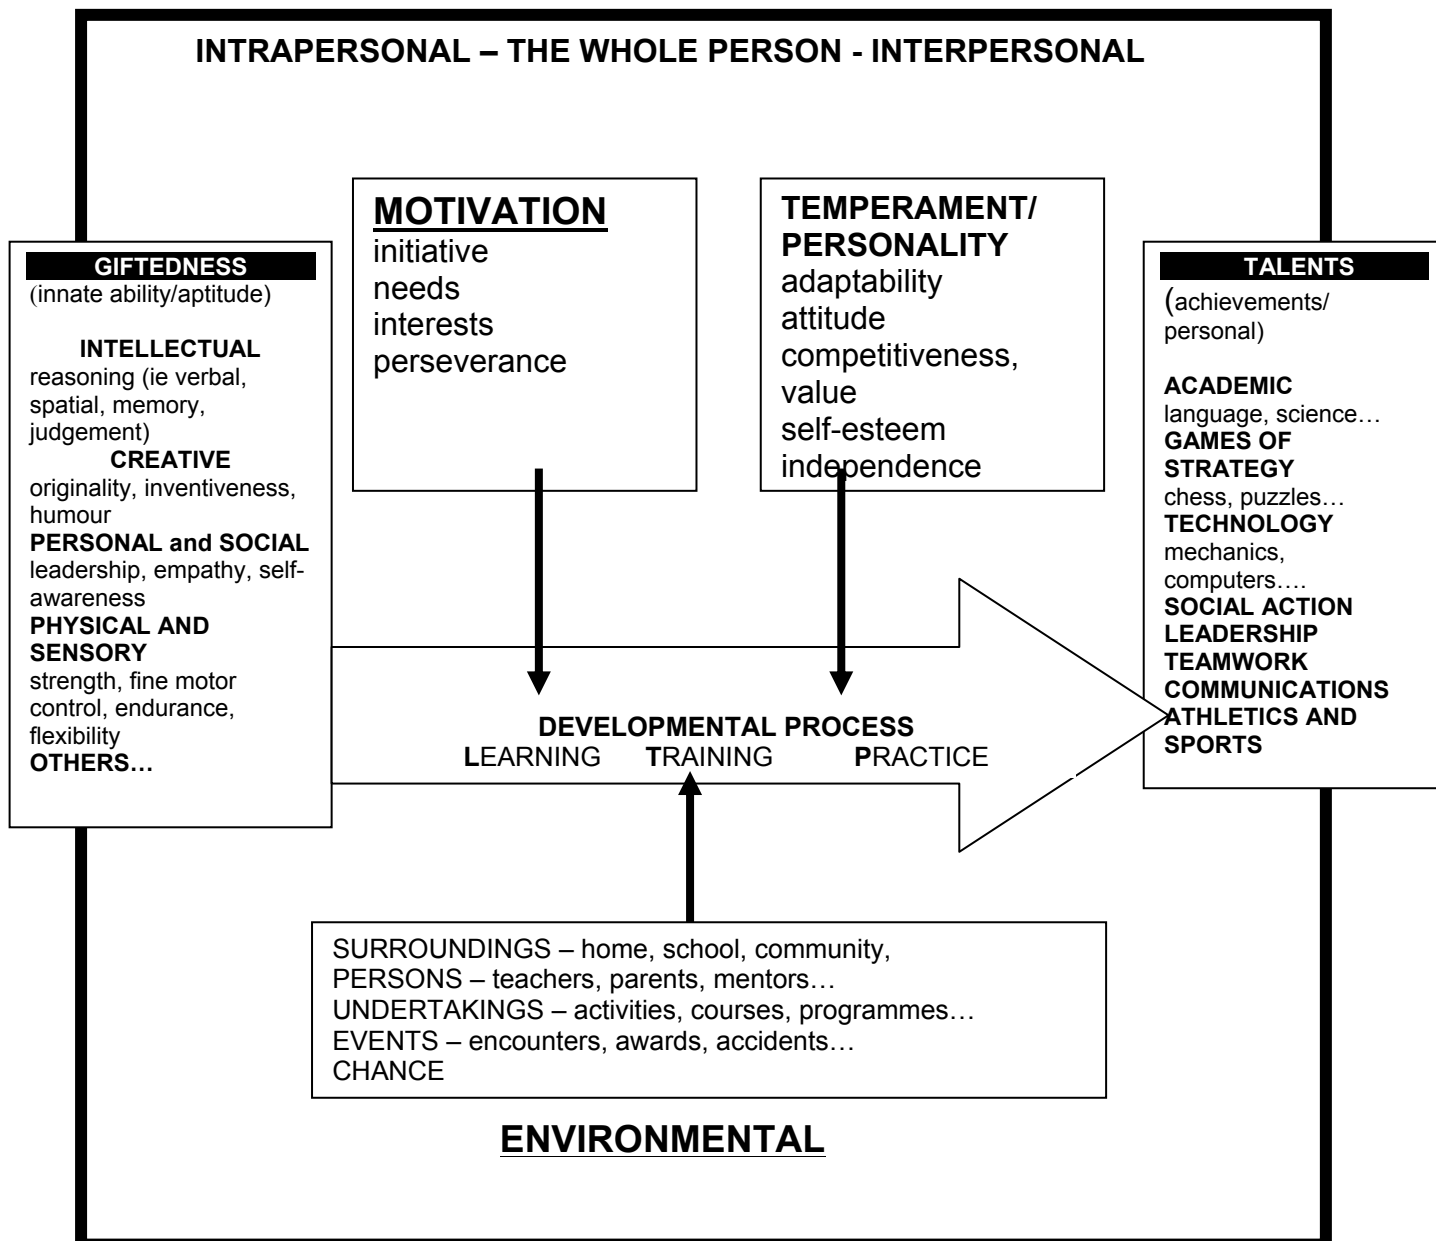 INTRAPERSONAL – THE WHOLE PERSON - INTERPERSONAL
GIFTEDNESS
(innate ability/aptitude)
INTELLECTUAL
reasoning (ie verbal,
spatial, memory,
judgement)
CREATIVE
originality, inventiveness,
humour
PERSONAL and SOCIAL
leadership, empathy, self-
awareness
PHYSICAL AND
SENSORY
strength, fine motor
control, endurance,
flexibility
OTHERS…
MOTIVATION
initiative
needs
interests
perseverance
TEMPERAMENT/
PERSONALITY
adaptability
attitude
competitiveness,
value
self-esteem
independence
TALENTS
(achievements/
personal)
ACADEMIC
language, science…
GAMES OF
STRATEGY
chess, puzzles…
TECHNOLOGY
mechanics,
computers….
SOCIAL ACTION
LEADERSHIP
TEAMWORK
COMMUNICATIONS
ATHLETICS AND
SPORTS
DEVELOPMENTAL PROCESS
LEARNING TRAINING PRACTICE
SURROUNDINGS – home, school, community,
PERSONS – teachers, parents, mentors…
UNDERTAKINGS – activities, courses, programmes…
EVENTS – encounters, awards, accidents…
CHANCE
ENVIRONMENTAL